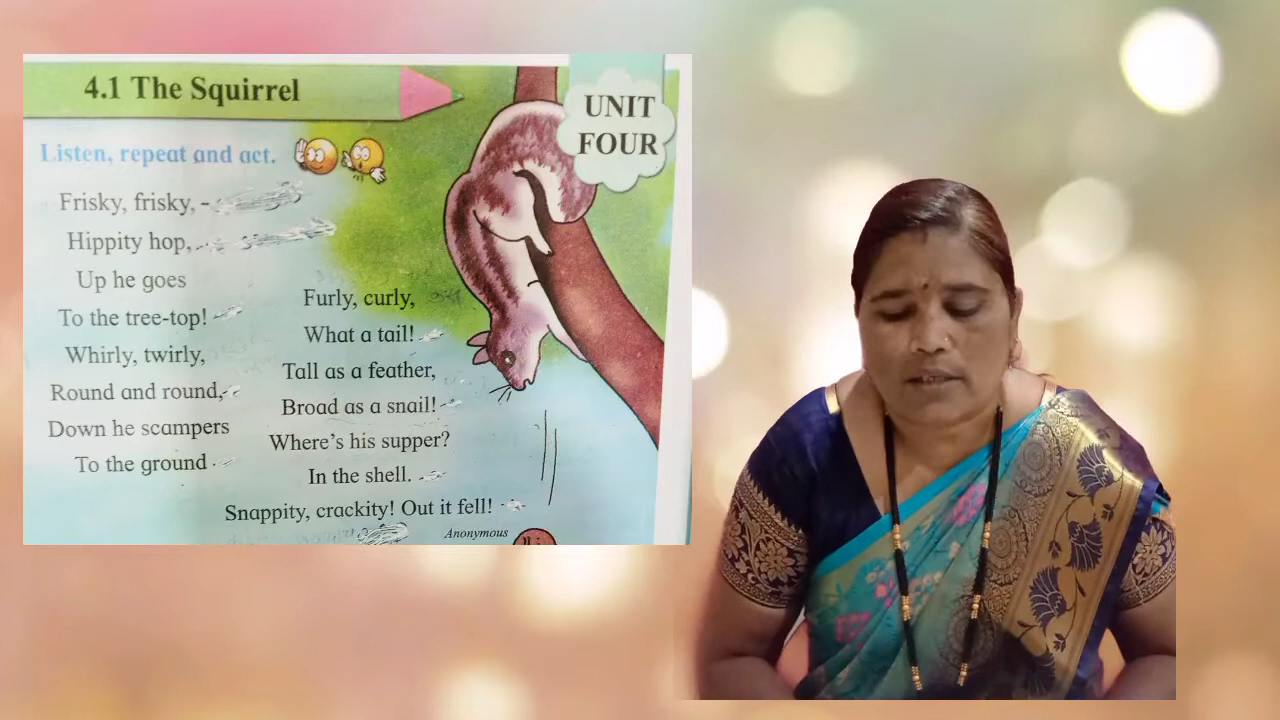 4.1 The Squirrel
UNIT
FOUR
Listen, repeat and act.
Frisky, frisky,
Hippity hop,
Up he goes
To the tree-top!
Whirly, twirly,
Round and round,
Down he scampers
To the ground
Furly, curly,
What a tail!
Tall as a feather,
Broad as a snail!
Where's his supper?
In the shell.
Snappity, crackity! Out it fell!
Anonymous